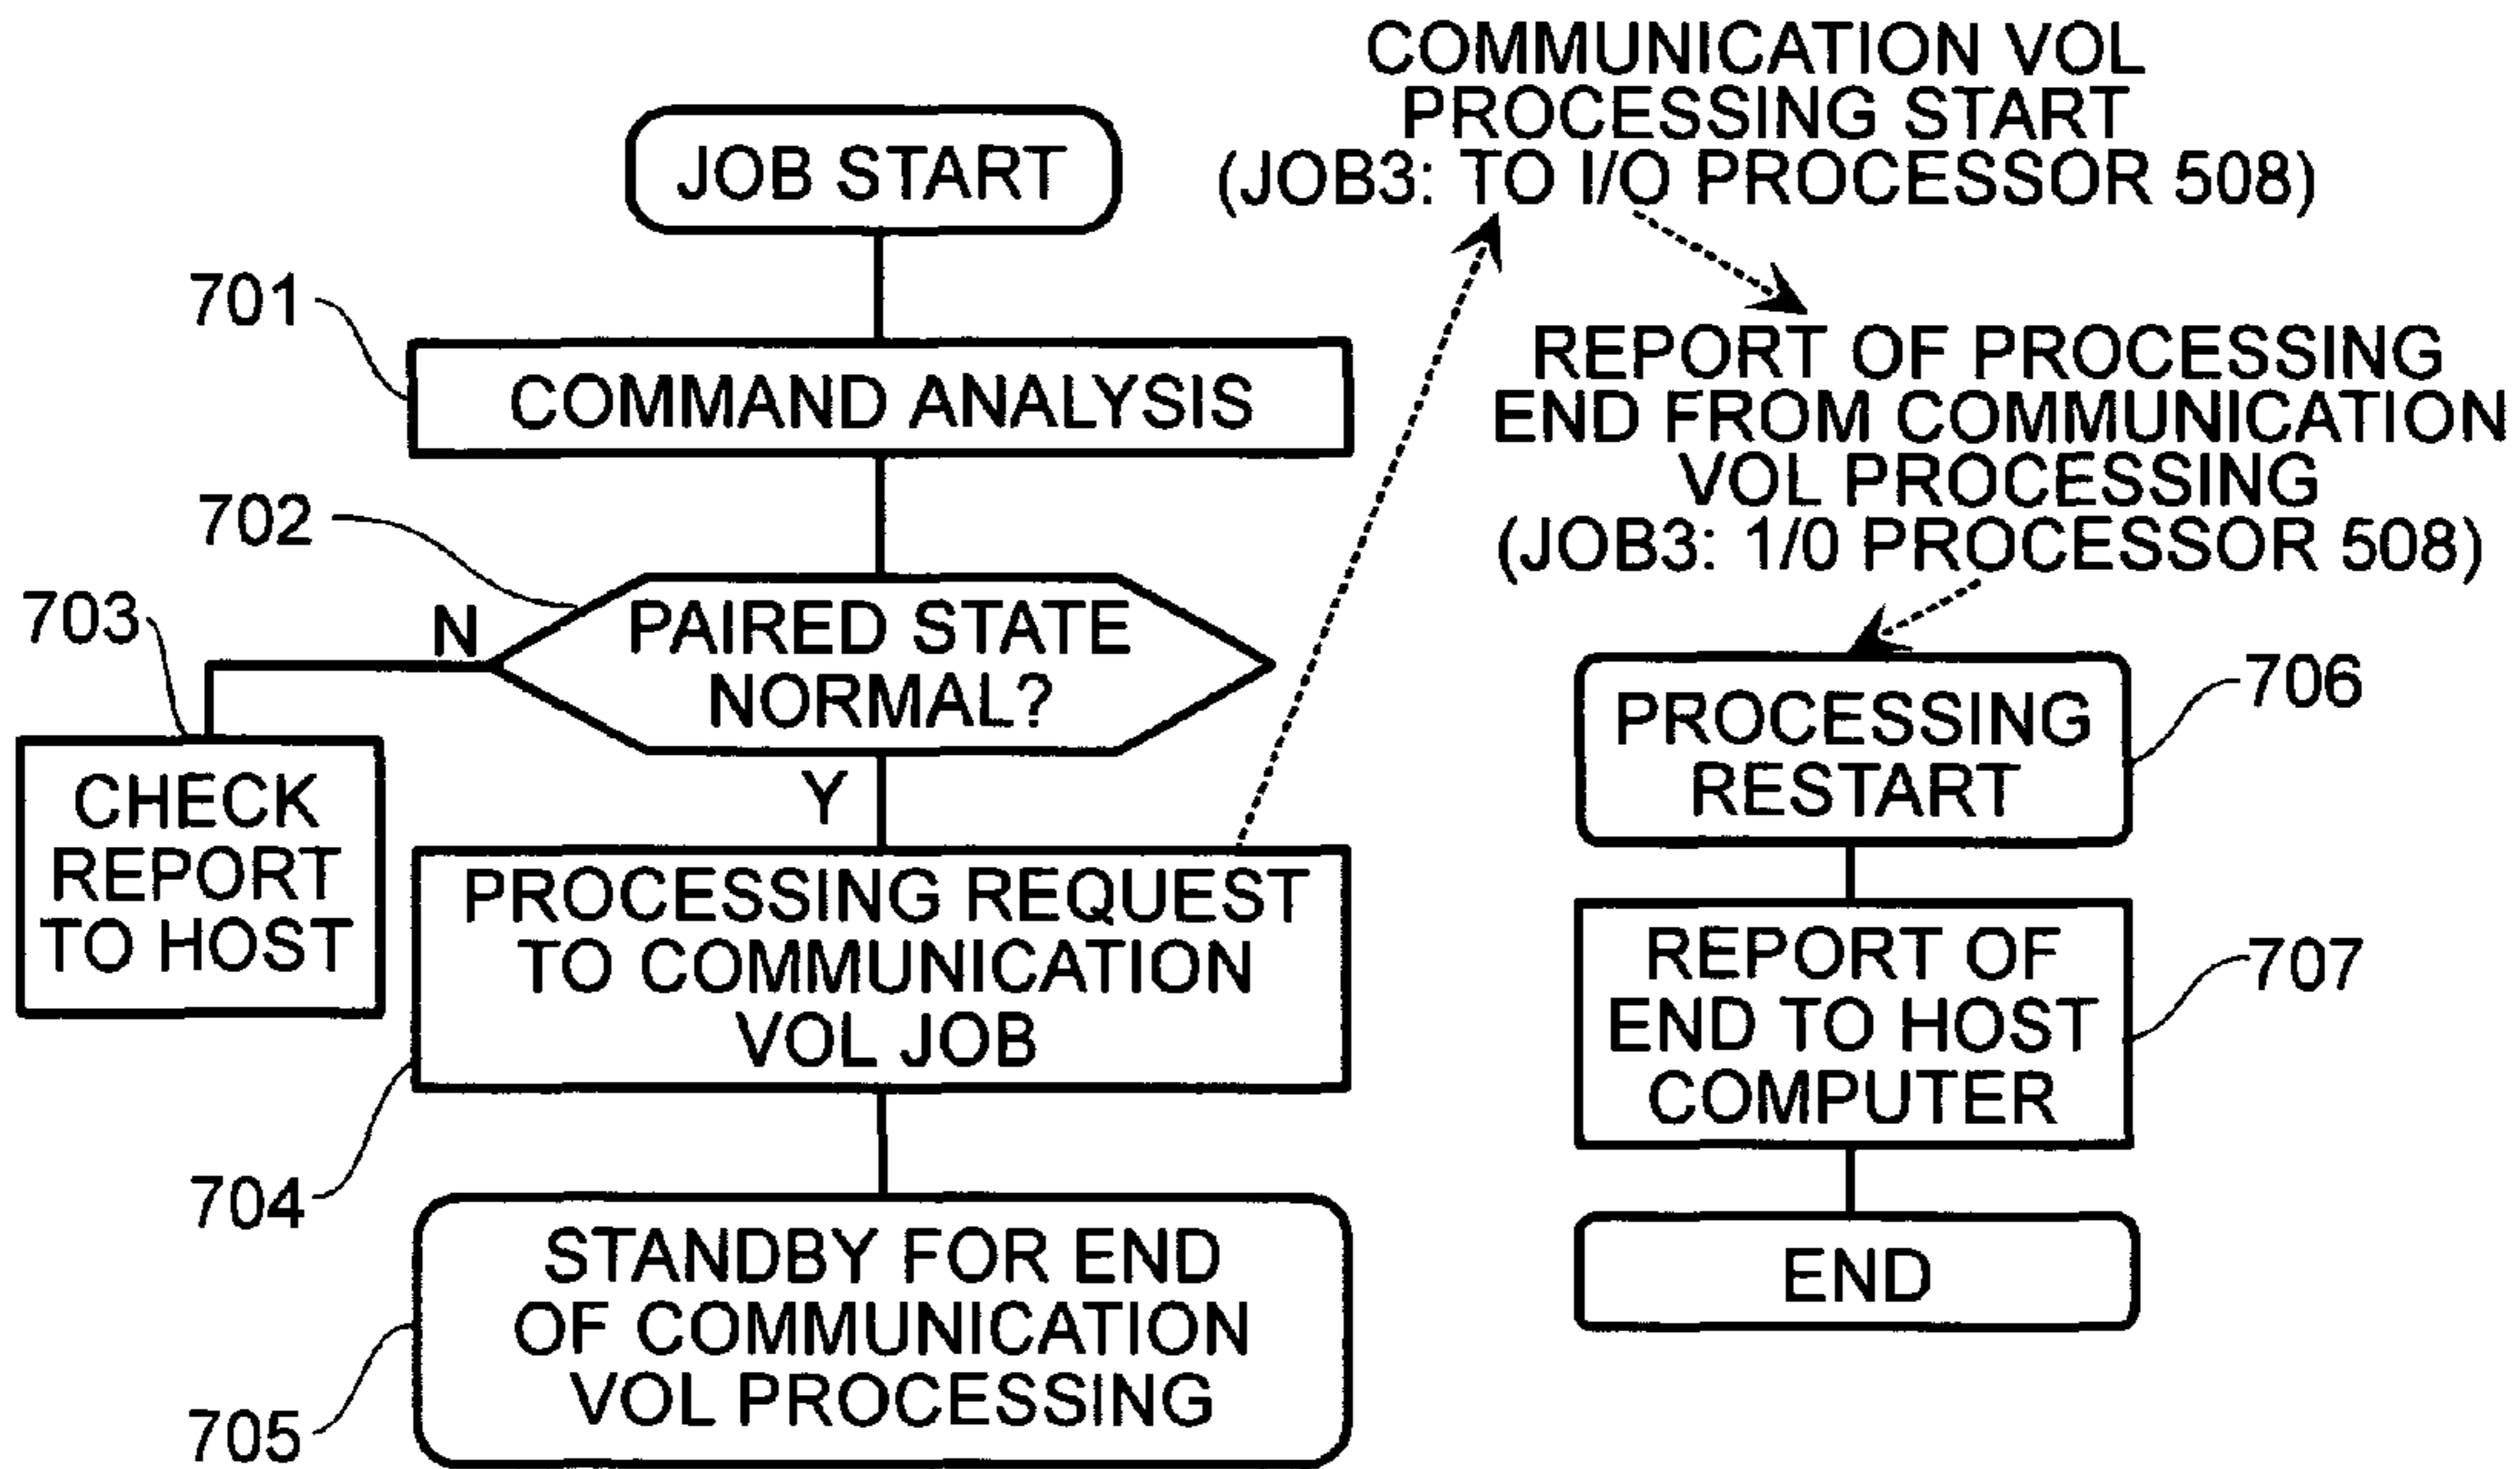 JOB START
701
COMMAND ANALYSIS
702
PAIRED STATE
NORMAL?
N
703
CHECK
REPORT
TO HOST
Y
PROCESSING REQUEST
TO COMMUNICATION
VOL JOB
704
STANDBY FOR END
OF COMMUNICATION
VOL PROCESSING
705
COMMUNICATION VOL
PROCESSING START
(JOB3: TO I/O PROCESSOR 508)
REPORT OF PROCESSING
END FROM COMMUNICATION
VOL PROCESSING
(JOB3: 1/0 PROCESSOR 508)
PROCESSING
RESTART
706
REPORT OF
END TO HOST
COMPUTER
707
END